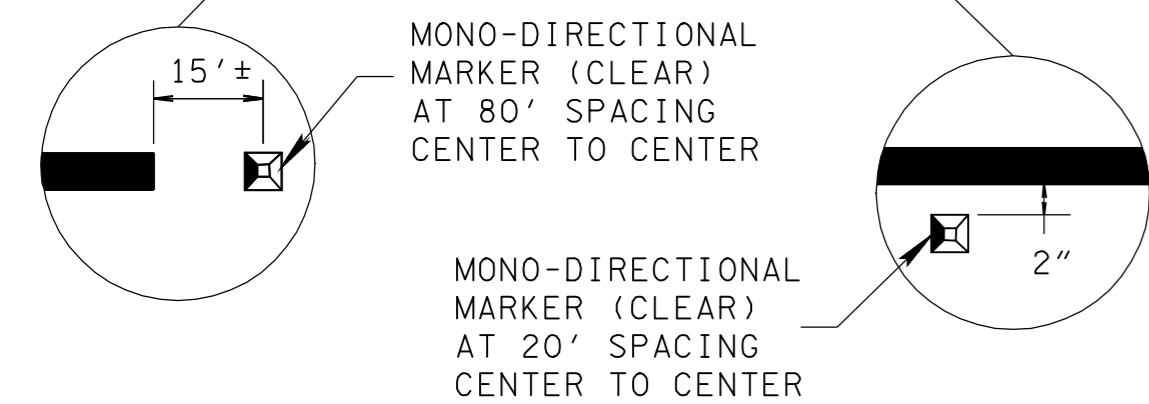 15'±
MONO-DIRECTIONAL
MARKER (CLEAR)
AT 80' SPACING
CENTER TO CENTER
MONO-DIRECTIONAL
MARKER (CLEAR)
AT 20' SPACING
CENTER TO CENTER
2"